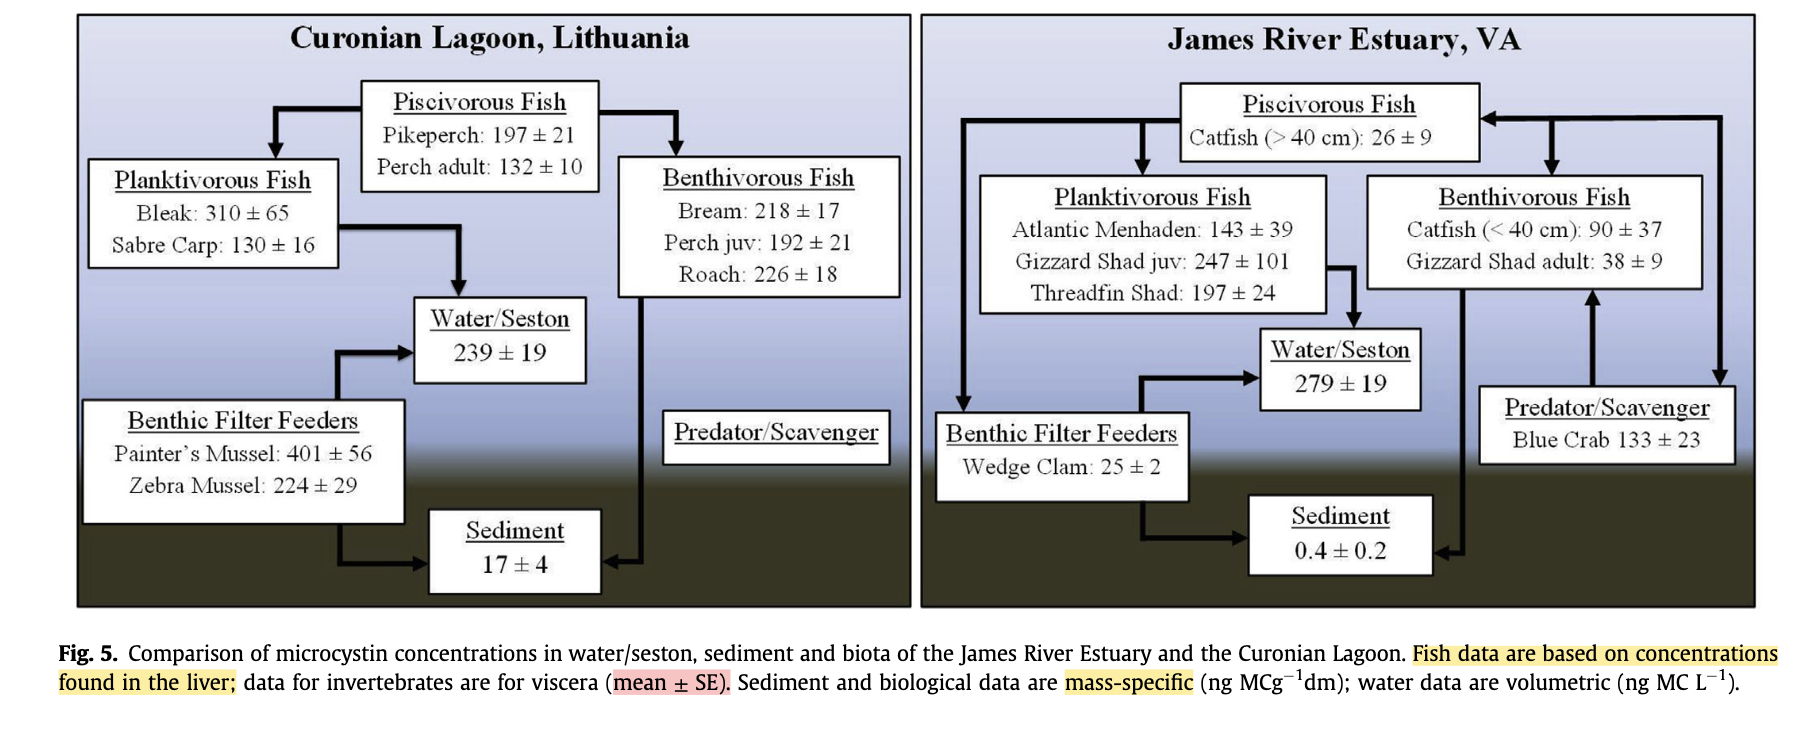 Curonian Lagoon, Lithuania
Piscivorous Fish
Pikeperch: 197 ± 21
Perch adult: 132 ± 10
Planktivorous Fish
Bleak: 310 ± 65
Sabre Carp: 130 ± 16
Benthivorous Fish
Bream: 218 ± 17
Perch juv: 192 ± 21
Roach: 226 ± 18
Water/Seston
239 ± 19
Benthic Filter Feeders
Painter's Mussel: 401 ± 56
Zebra Mussel: 224 ± 29
Predator/Scavenger
Sediment
17 ± 4
James River Estuary, VA
Piscivorous Fish
Catfish (> 40 cm): 26 ± 9
Planktivorous Fish
Atlantic Menhaden: 143 ± 39
Gizzard Shad juv: 247 ± 101
Threadfin Shad: 197 ± 24
Benthivorous Fish
Catfish (< 40 cm): 90 ± 37
Gizzard Shad adult: 38 ± 9
Water/Seston
279 ± 19
Predator/Scavenger
Blue Crab 133 ± 23
Benthic Filter Feeders
Wedge Clam: 25 ± 2
Sediment
0.4 ± 0.2
Fig. 5. Comparison of microcystin concentrations in water/seston, sediment and biota of the James River Estuary and the Curonian Lagoon. Fish data are based on concentrations
found in the liver; data for invertebrates are for viscera (mean ± SE). Sediment and biological data are mass-specific (ng MCg⁻¹dm); water data are volumetric (ng MC L⁻¹).